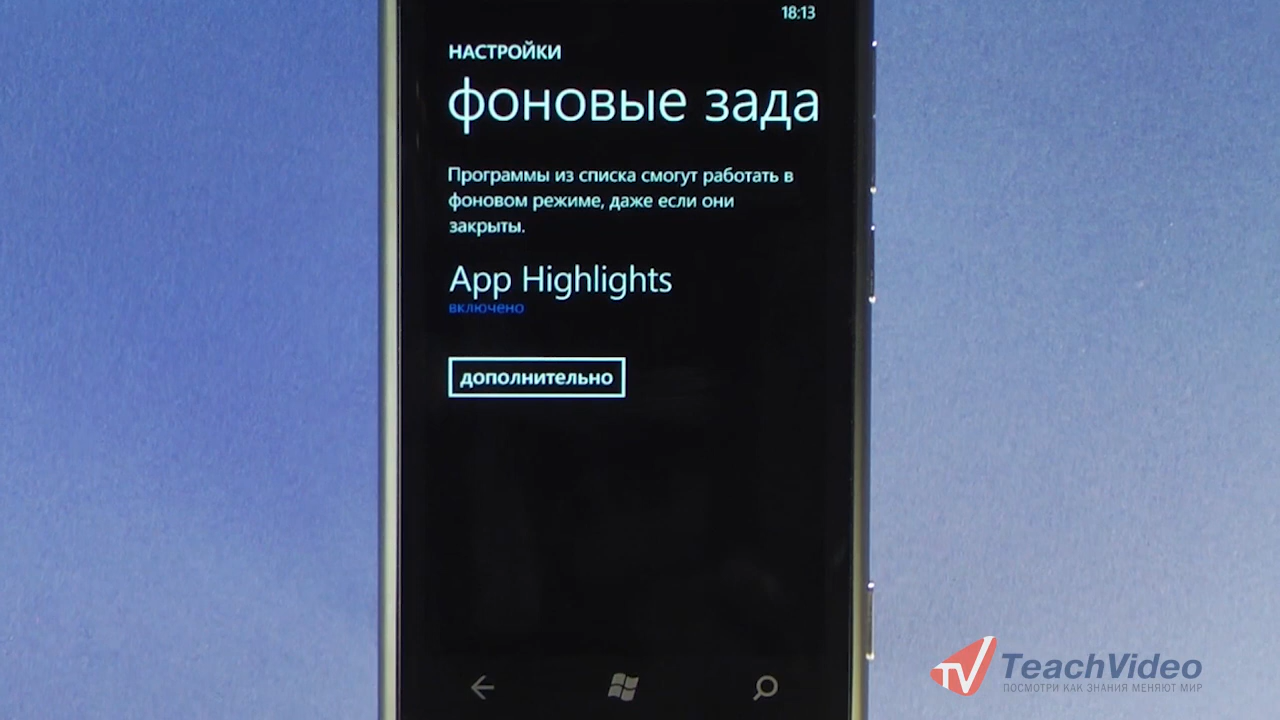 18:13
НАСТРОЙКИ
фоновые зада
Программы из списка смогут работать в
фоновом режиме, даже если они
закрыты.
App Highlights
включено
дополнительно
TV TeachVideo
ПОСМОТРИ КАК ЗНАНИЯ МЕНЯЮТ МИР